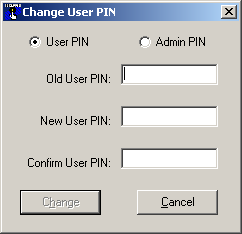 Change User PIN
User PIN Admin PIN
Old User PIN:
New User PIN:
Confirm User PIN:
Change Cancel